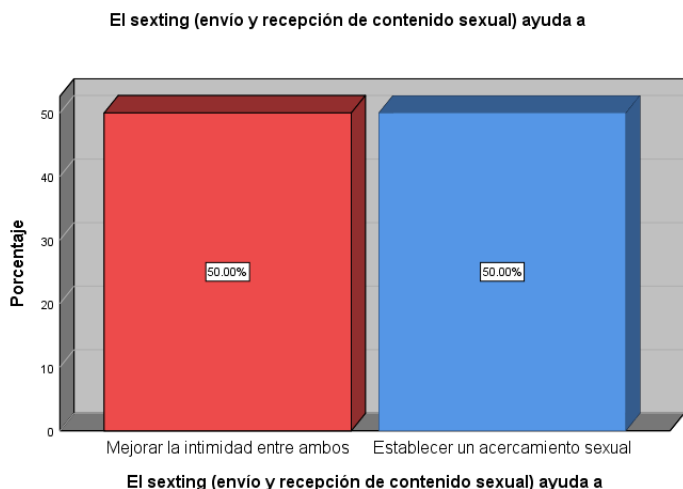 El sexting (envío y recepción de contenido sexual) ayuda a
50
40
30
20
10
0
Porcentaje
50.00%
50.00%
Mejorar la intimidad entre ambos
Establecer un acercamiento sexual
El sexting (envío y recepción de contenido sexual) ayuda a